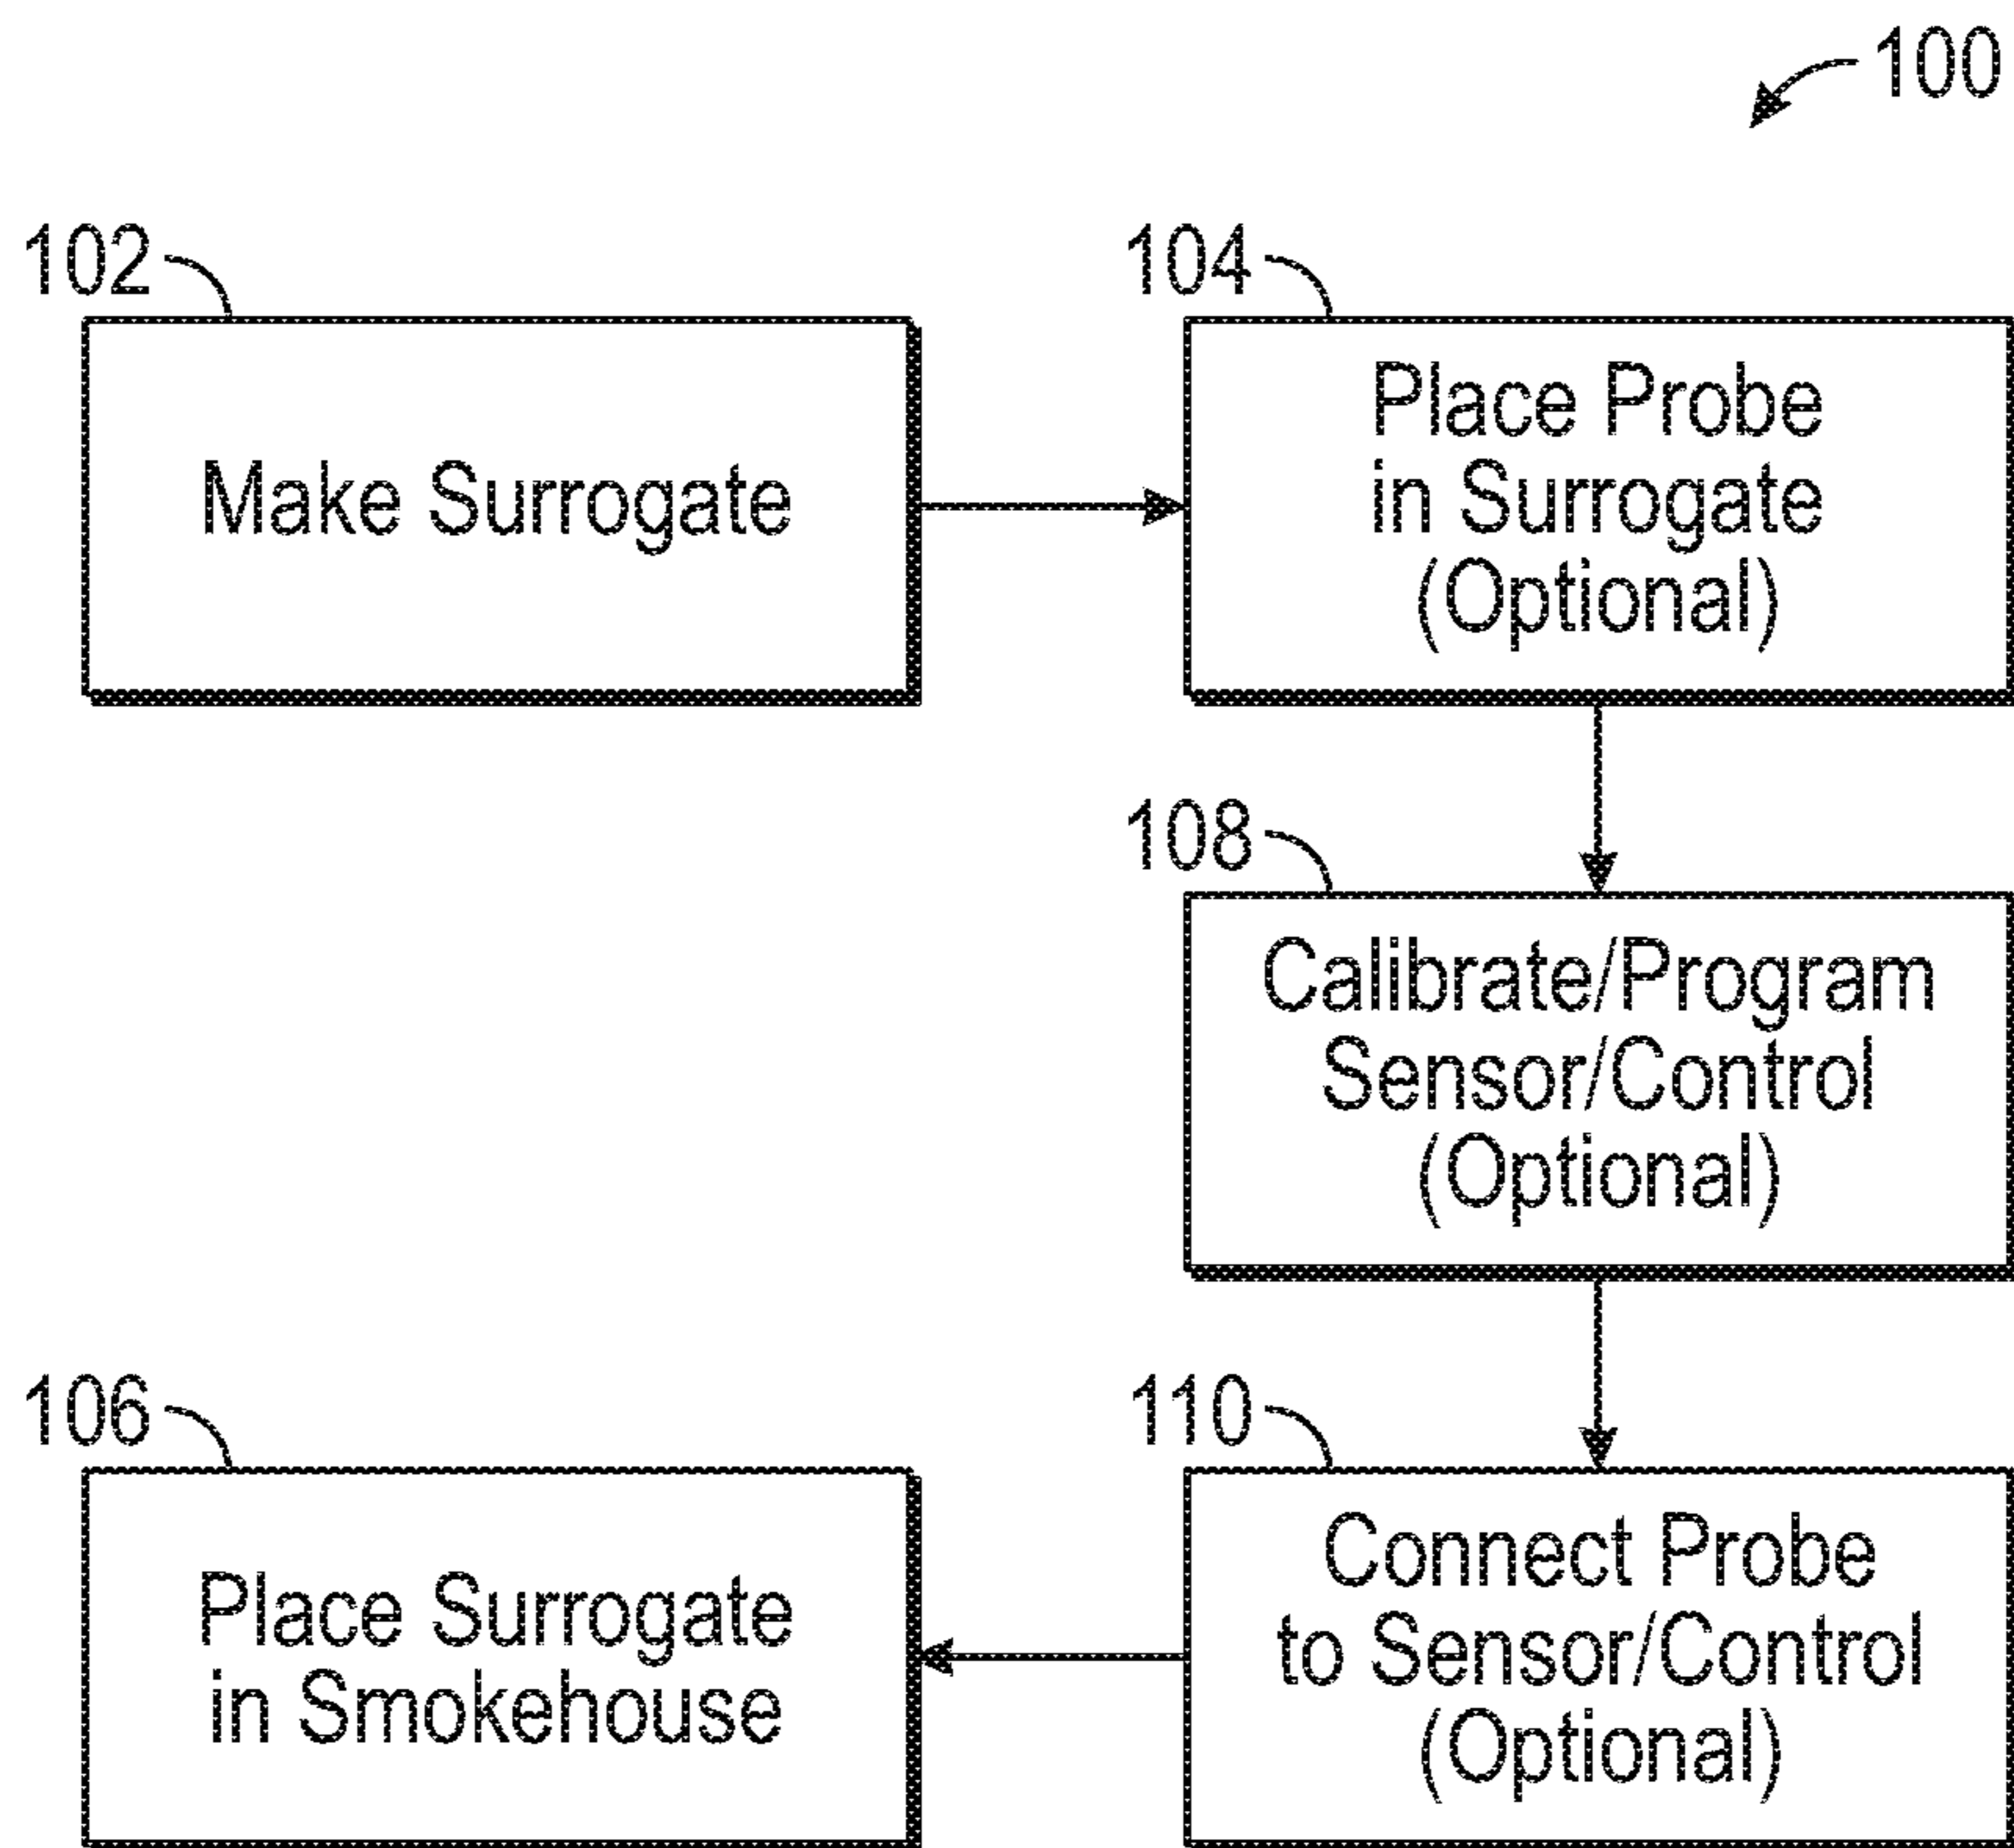 100
102
Make Surrogate
104
Place Probe
in Surrogate
(Optional)
108
Calibrate/Program
Sensor/Control
(Optional)
110
Connect Probe
to Sensor/Control
(Optional)
106
Place Surrogate
in Smokehouse